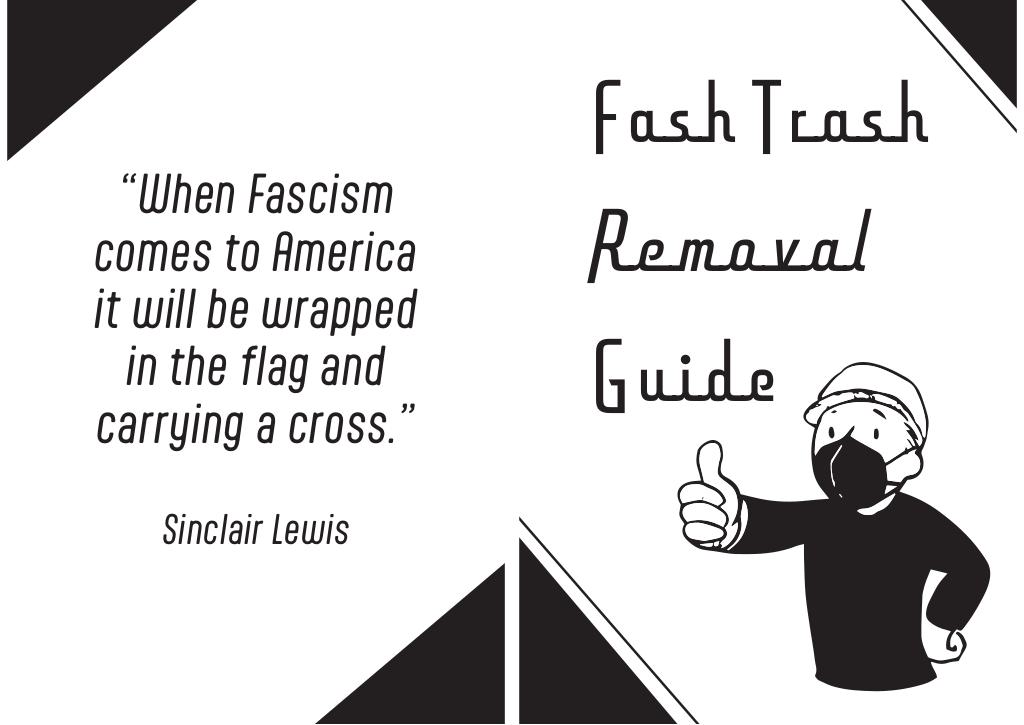 “When Fascism
comes to America
it will be wrapped
in the flag and
carrying a cross.”
Sinclair Lewis
Fash Trash
Removal
Guide